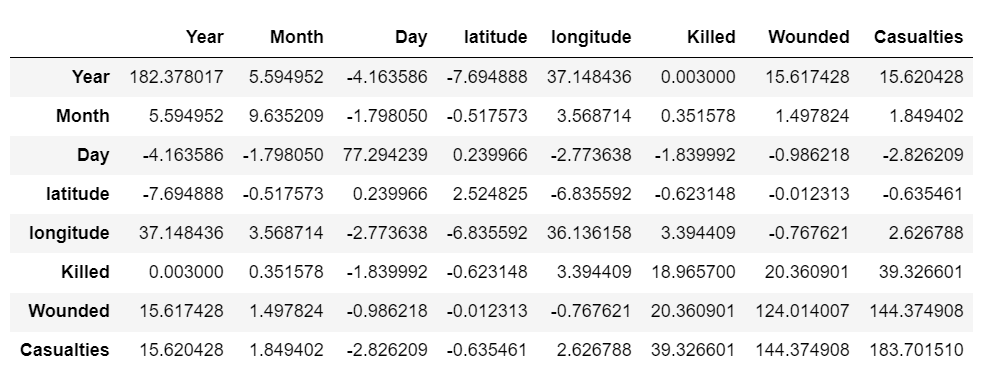 Year Month Day latitude longitude Killed Wounded Casualties
Year 182.378017 5.594952 -4.163586 -7.694888 37.148436 0.003000 15.617428 15.620428
Month 5.594952 9.635209 -1.798050 -0.517573 3.568714 0.351578 1.497824 1.849402
Day -4.163586 -1.798050 77.294239 0.239966 -2.773638 -1.839992 -0.986218 -2.826209
latitude -7.694888 -0.517573 0.239966 2.524825 -6.835592 -0.623148 -0.012313 -0.635461
longitude 37.148436 3.568714 -2.773638 -6.835592 36.136158 3.394409 -0.767621 2.626788
Killed 0.003000 0.351578 -1.839992 -0.623148 3.394409 18.965700 20.360901 39.326601
Wounded 15.617428 1.497824 -0.986218 -0.012313 -0.767621 20.360901 124.014007 144.374908
Casualties 15.620428 1.849402 -2.826209 -0.635461 2.626788 39.326601 144.374908 183.701510